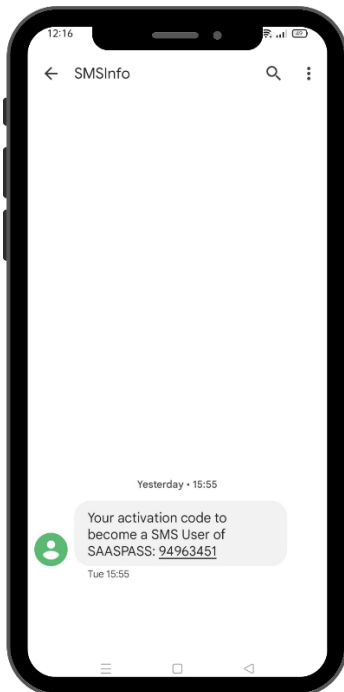 12:16
49
SMSInfo
Yesterday • 15:55
Your activation code to
become a SMS User of
SAASPASS: 94963451
Tue 15:55